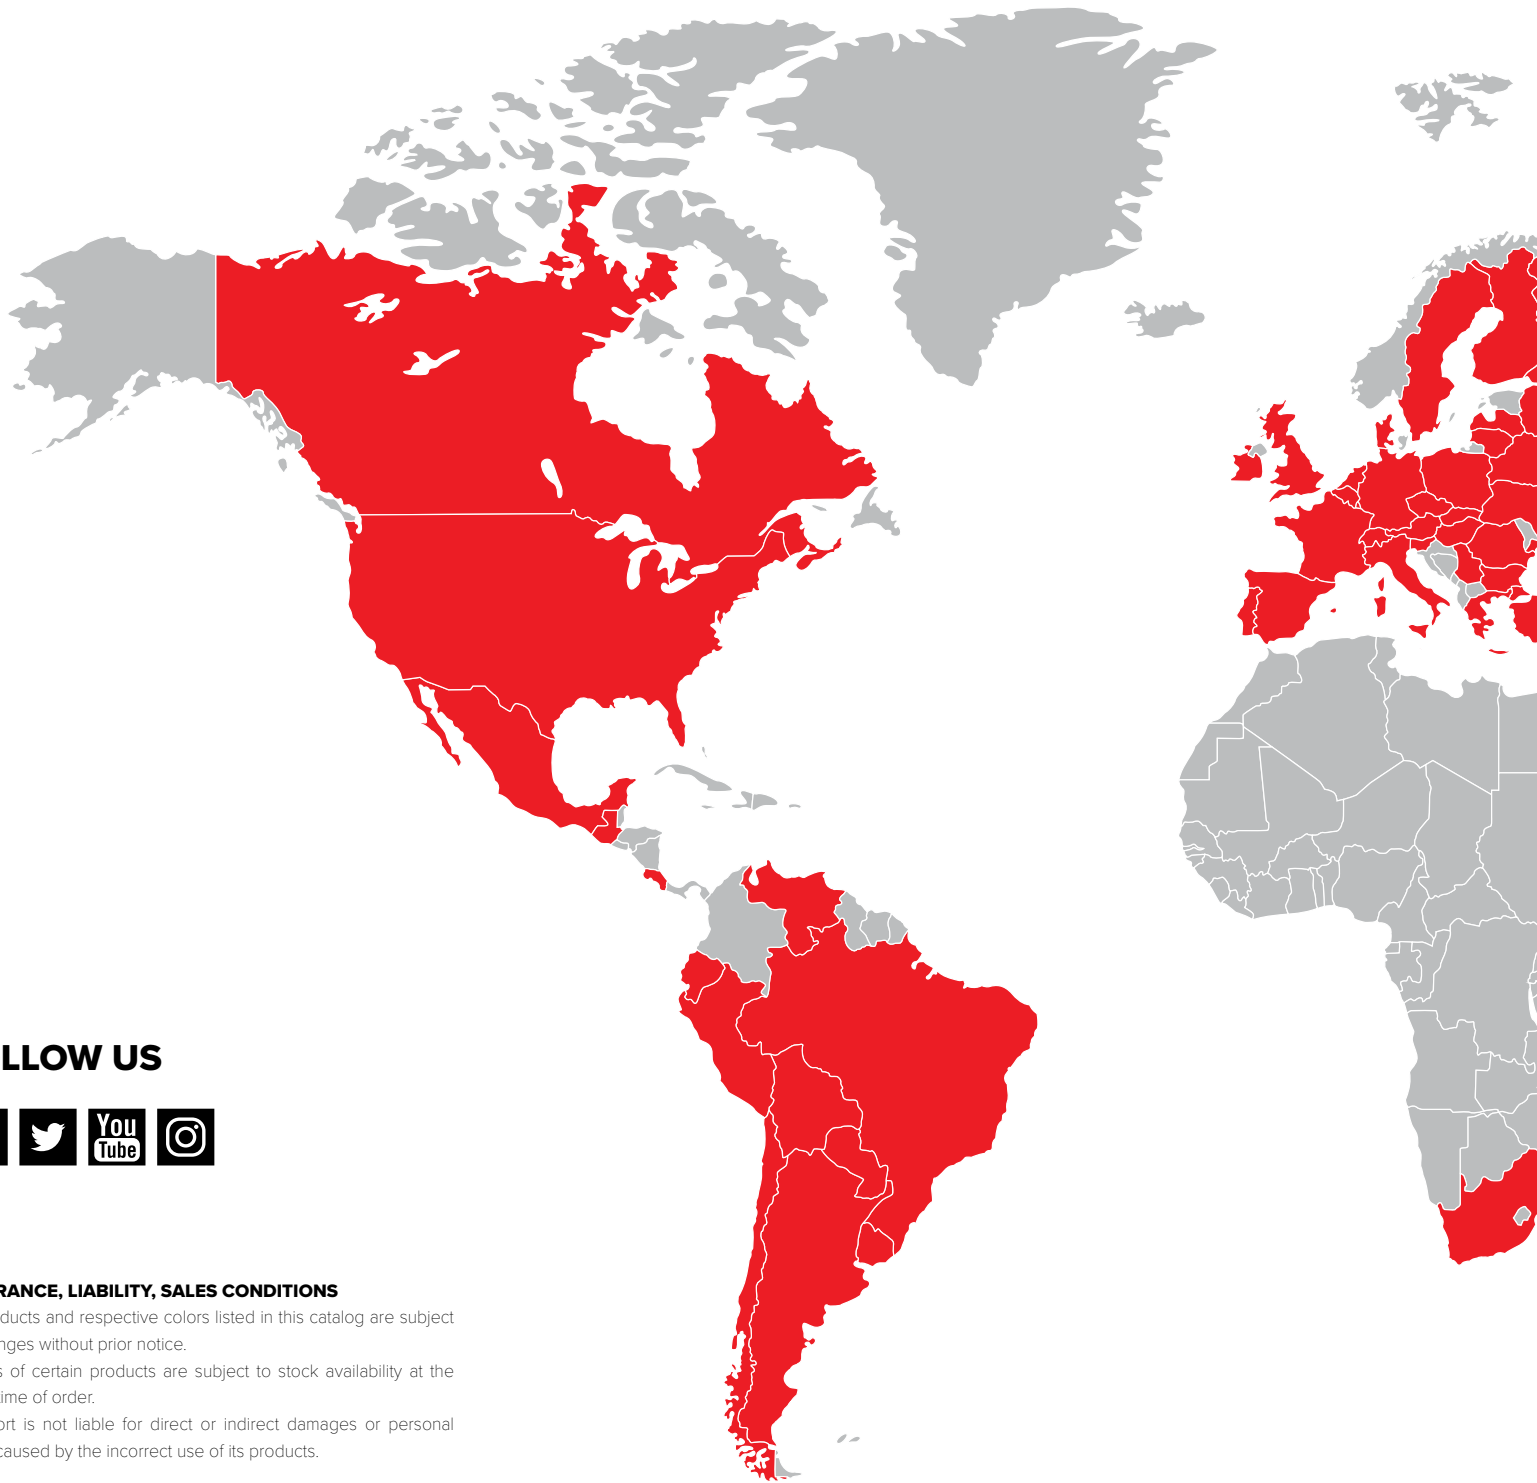 LLOW US
You
Tube
RANCE, LIABILITY, SALES CONDITIONS
ducts and respective colors listed in this catalog are subject
nges without prior notice.
s of certain products are subject to stock availability at the
ime of order.
ort is not liable for direct or indirect damages or personal
caused by the incorrect use of its products.